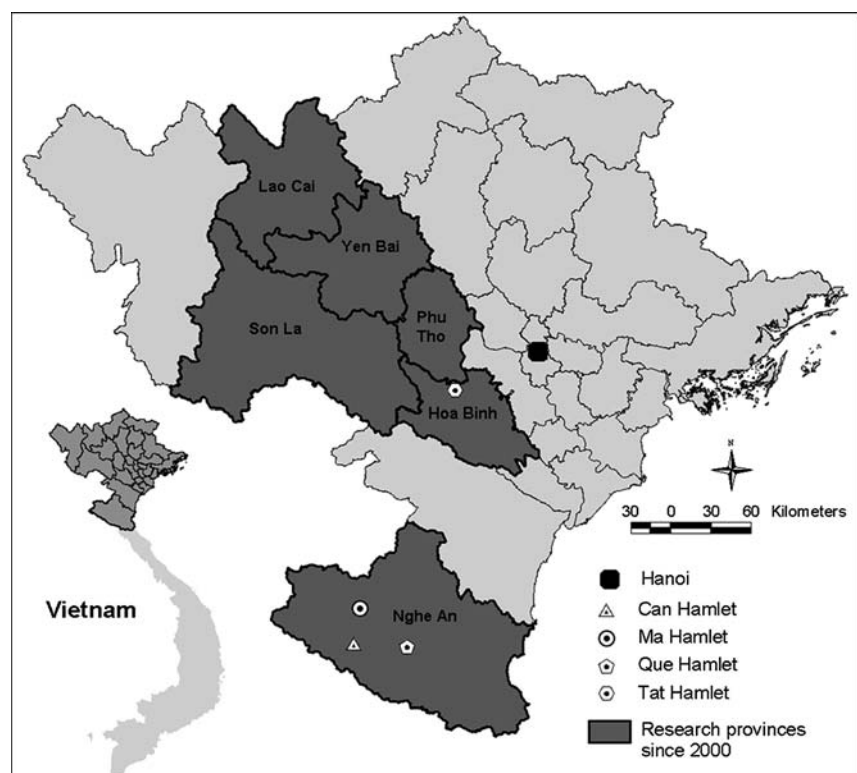 Lao Cai
Yen Bai
Phu
Tho
Son La
Hoa Binh
N
30 0 30 60 Kilometers
Vietnam
Nghe An
Hanoi
Can Hamlet
Ma Hamlet
Que Hamlet
Tat Hamlet
Research provinces
since 2000